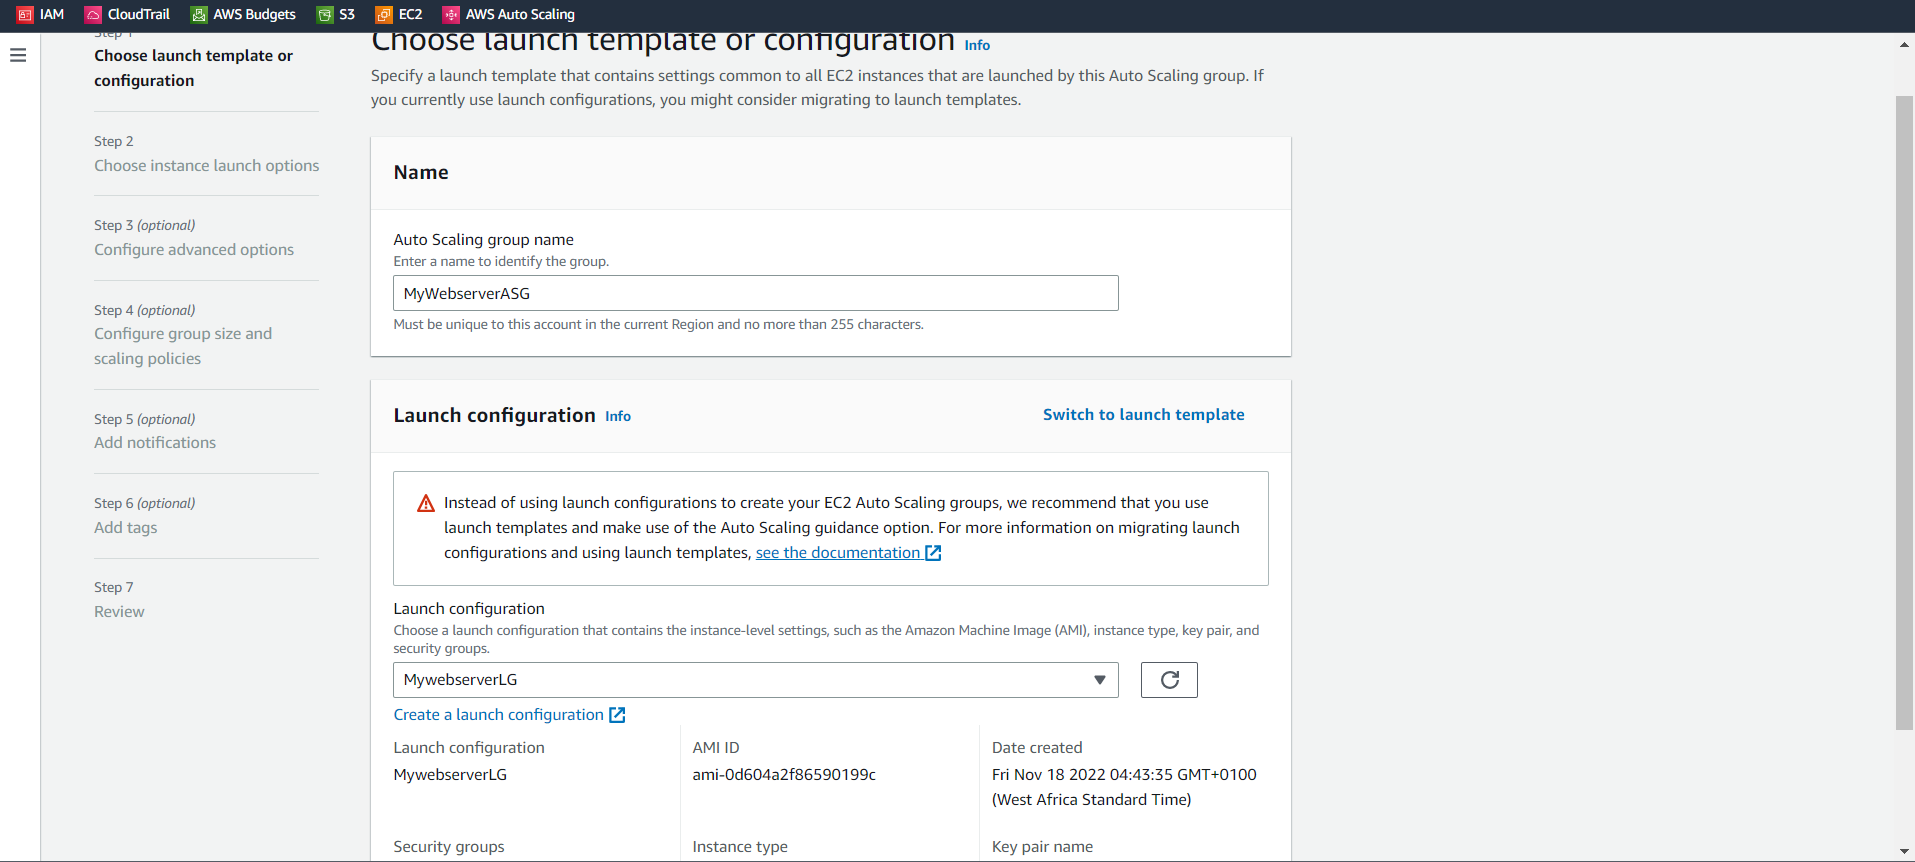 IAM CloudTrail AWS Budgets S3 EC2 AWS Auto Scaling
Step 1
Choose launch template or
configuration
Step 2
Choose instance launch options
Step 3 (optional)
Configure advanced options
Step 4 (optional)
Configure group size and
scaling policies
Step 5 (optional)
Add notifications
Step 6 (optional)
Add tags
Step 7
Review
Choose launch template or configuration Info
Specify a launch template that contains settings common to all EC2 instances that are launched by this Auto Scaling group. If
you currently use launch configurations, you might consider migrating to launch templates.
Name
Auto Scaling group name
Enter a name to identify the group.
MyWebserverASG
Must be unique to this account in the current Region and no more than 255 characters.
Launch configuration Info
Switch to launch template
Instead of using launch configurations to create your EC2 Auto Scaling groups, we recommend that you use
launch templates and make use of the Auto Scaling guidance option. For more information on migrating launch
configurations and using launch templates, see the documentation
Launch configuration
Choose a launch configuration that contains the instance-level settings, such as the Amazon Machine Image (AMI), instance type, key pair, and
security groups.
MywebserverLG
Create a launch configuration
Launch configuration
MywebserverLG
AMI ID
ami-0d604a2f86590199c
Date created
Fri Nov 18 2022 04:43:35 GMT+0100
(West Africa Standard Time)
Security groups
Instance type
Key pair name